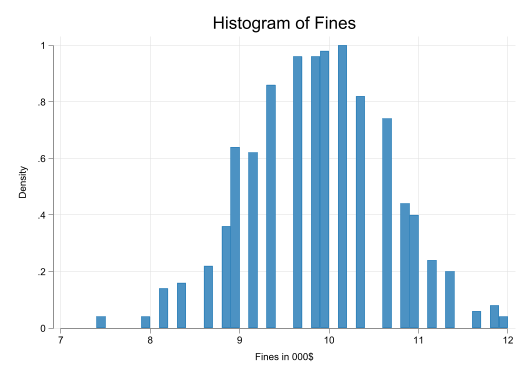 Histogram of Fines
Density
1
.8
.6
.4
.2
0
7 8 9 10 11 12
Fines in 000$